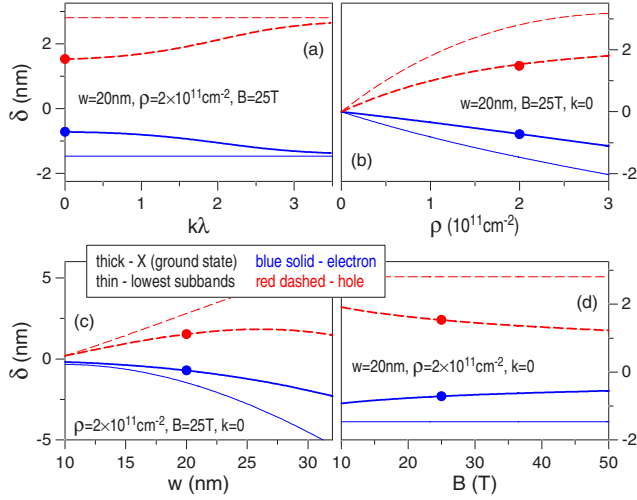 2
0
-2
δ (nm)
(a)
w=20nm, ρ=2×10¹¹cm⁻², B=25T
0 1 2 3
kλ
w=20nm, B=25T, k=0
(b)
2
0
-2
0 1 2 3
ρ (10¹¹cm⁻²)
thick - X (ground state) blue solid - electron
thin - lowest subbands red dashed - hole
5
0
-5
δ (nm)
(c)
ρ=2×10¹¹cm⁻², B=25T, k=0
10 20 30
w (nm)
(d)
w=20nm, ρ=2×10¹¹cm⁻², k=0
2
0
-2
10 20 30 40 50
B (T)